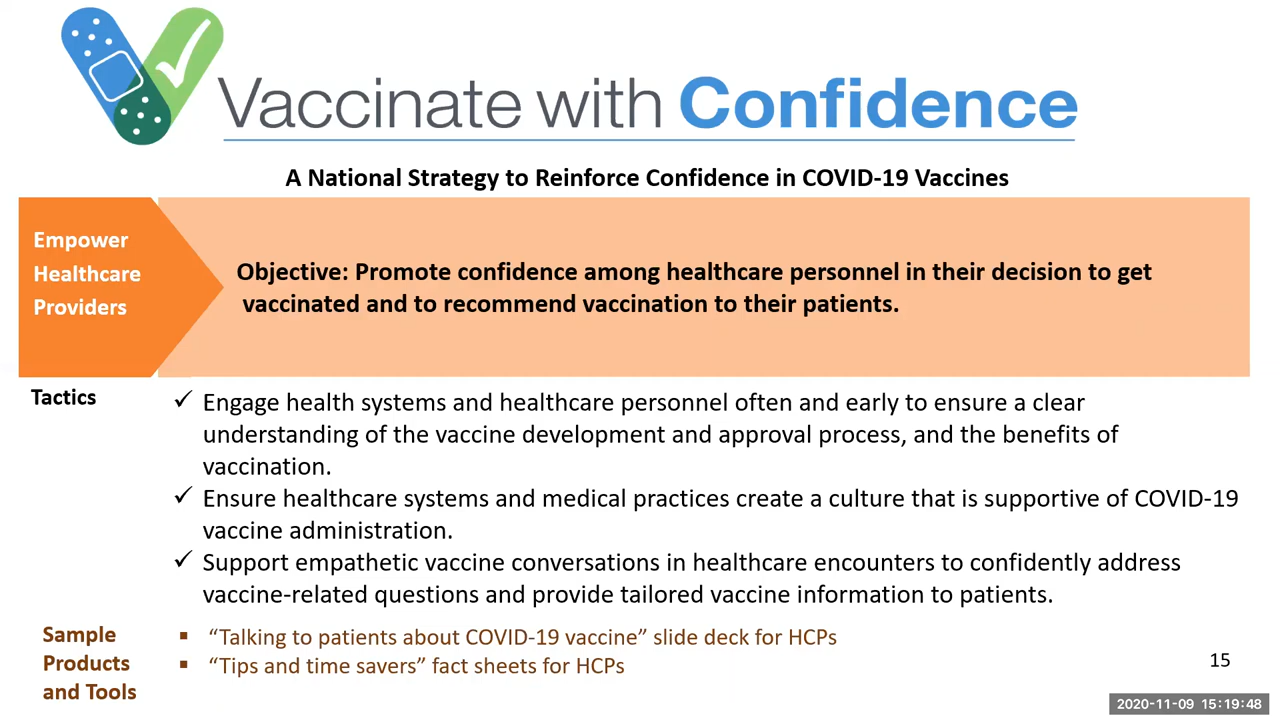 Vaccinate with Confidence
A National Strategy to Reinforce Confidence in COVID-19 Vaccines
Empower
Healthcare
Providers
Objective: Promote confidence among healthcare personnel in their decision to get
vaccinated and to recommend vaccination to their patients.
Tactics
✓ Engage health systems and healthcare personnel often and early to ensure a clear
understanding of the vaccine development and approval process, and the benefits of
vaccination.
✓ Ensure healthcare systems and medical practices create a culture that is supportive of COVID-19
vaccine administration.
✓ Support empathetic vaccine conversations in healthcare encounters to confidently address
vaccine-related questions and provide tailored vaccine information to patients.
Sample
Products
and Tools
▪ “Talking to patients about COVID-19 vaccine” slide deck for HCPs
▪ “Tips and time savers” fact sheets for HCPs
15
2020-11-09 15:19:48